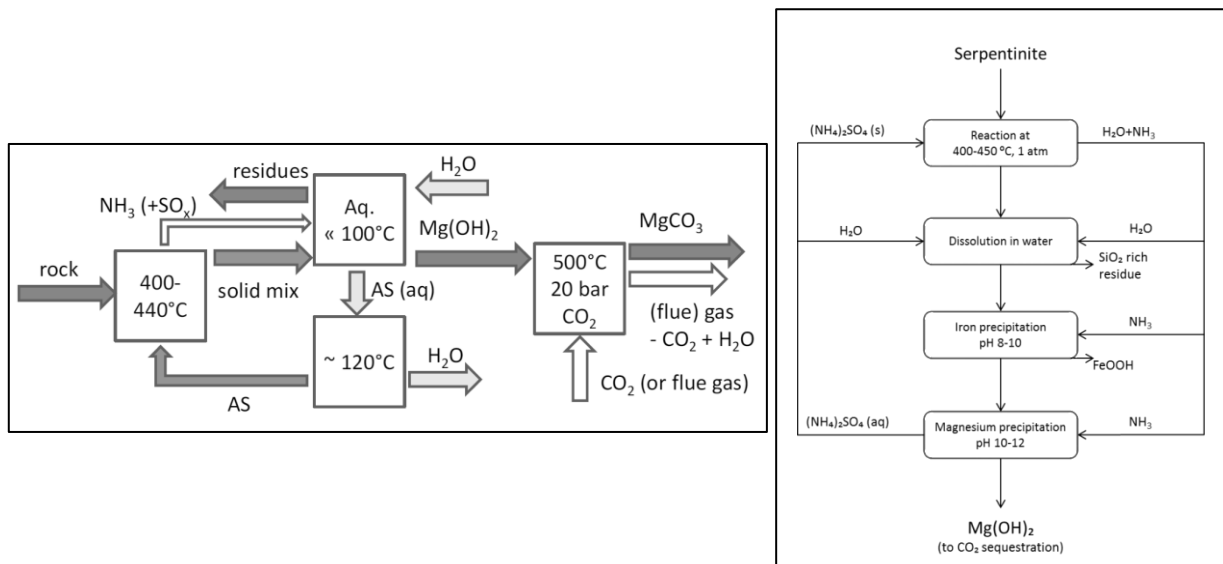 residues
H₂O
NH₃ (+SOₓ)
Aq.
« 100°C
Mg(OH)₂
MgCO₃
rock
400-
440°C
solid mix
AS (aq)
500°C
20 bar
CO₂
(flue) gas
- CO₂ + H₂O
~ 120°C
H₂O
AS
CO₂ (or flue gas)
Serpentinite
(NH₄)₂SO₄ (s)
Reaction at
400-450 ⁰C, 1 atm
H₂O+NH₃
H₂O
Dissolution in water
H₂O
SiO₂ rich
residue
Iron precipitation
pH 8-10
NH₃
FeOOH
(NH₄)₂SO₄ (aq)
Magnesium precipitation
pH 10-12
NH₃
Mg(OH)₂
(to CO₂ sequestration)